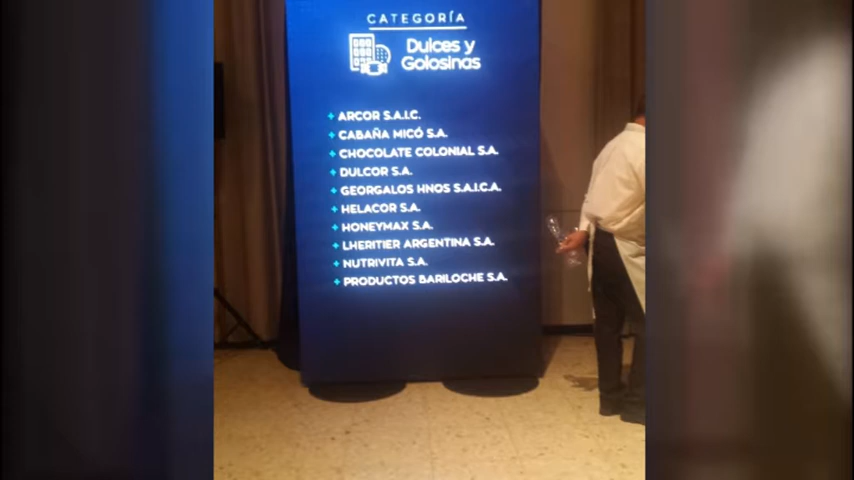 CATEGORÍA
Dulces y
Golosinas
+ ARCOR S.A.I.C.
+ CABAÑA MICÓ S.A.
+ CHOCOLATE COLONIAL S.A.
+ DULCOR S.A.
+ GEORGALOS HNOS S.A.I.C.A.
+ HELACOR S.A.
+ HONEYMAX S.A.
+ LHERITIER ARGENTINA S.A.
+ NUTRIVITA S.A.
+ PRODUCTOS BARILOCHE S.A.